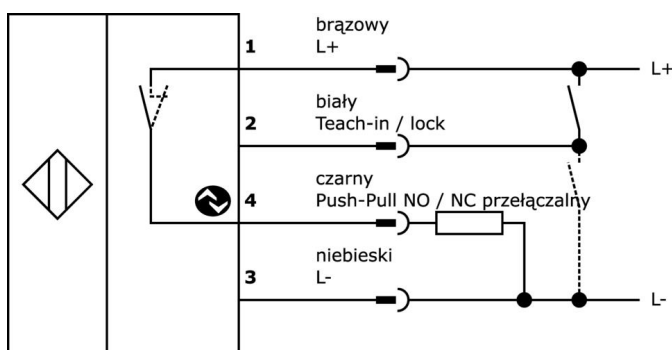 brązowy
1 L+ L+
biały
2 Teach-in / lock
czarny
4 Push-Pull NO / NC przełączalny
niebieski
3 L- L-